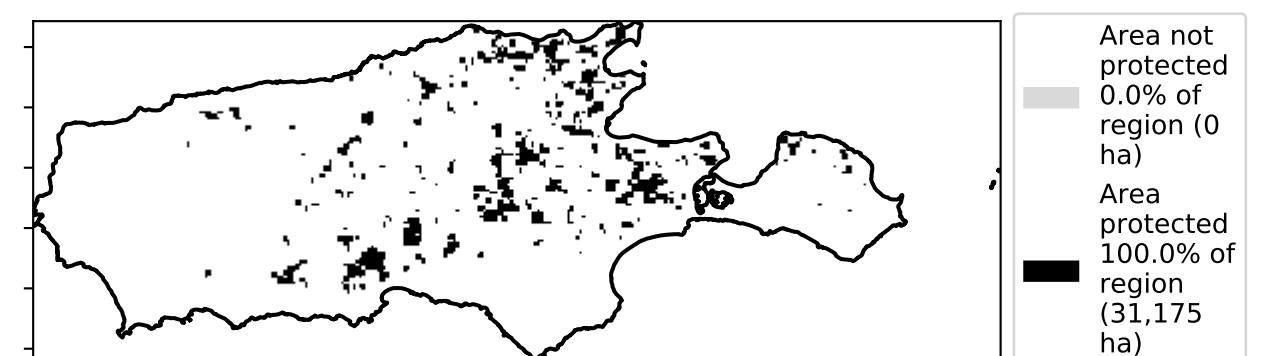 Area not
protected
0.0% of
region (0
ha)
Area
protected
100.0% of
region
(31,175
ha)